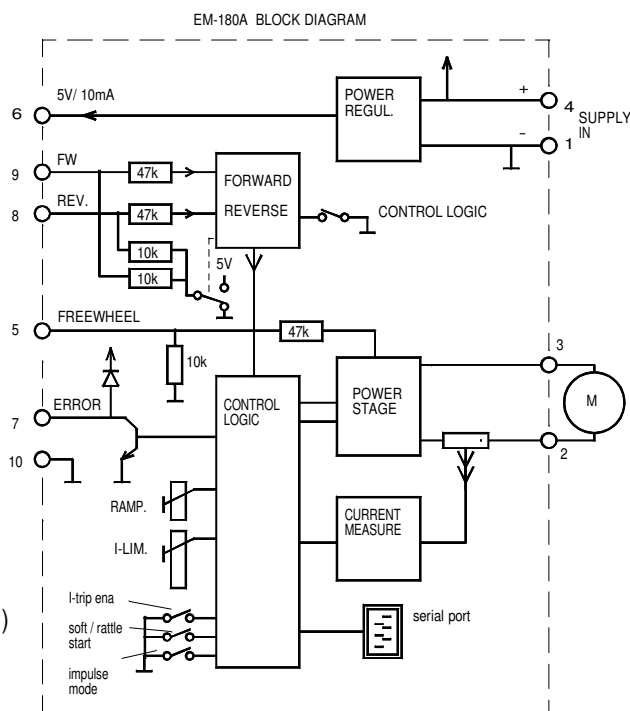 EM-180A BLOCK DIAGRAM
5V/ 10mA
6
POWER
REGUL.
+
4
SUPPLY
IN
-
1
9
FW
47k
FORWARD
REVERSE
8
REV.
47k
CONTROL LOGIC
10k
10k
5V
5
FREEWHEEL
47k
10k
3
7
ERROR
CONTROL
LOGIC
POWER
STAGE
M
2
10
RAMP.
I-LIM.
CURRENT
MEASURE
I-trip ena
soft / rattle
start
impulse
mode
serial port
)